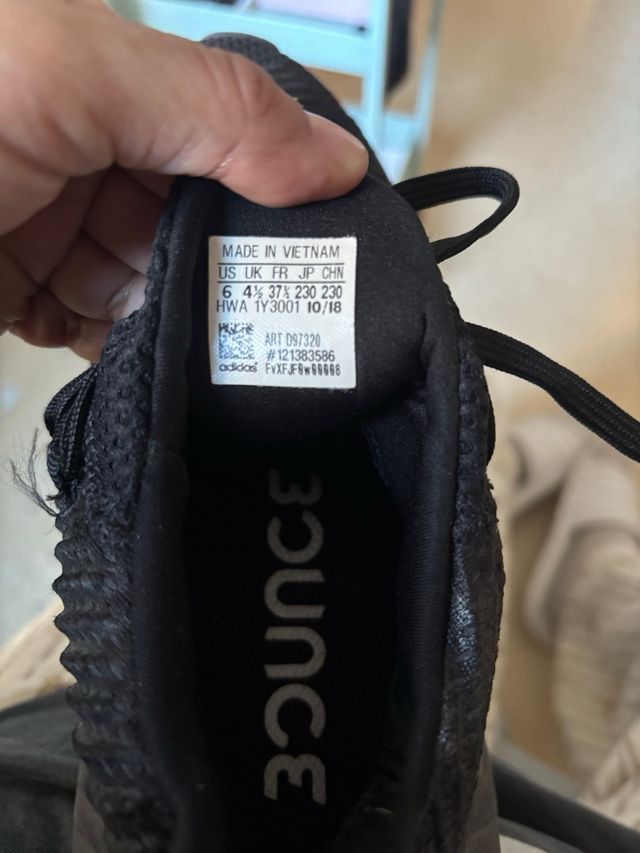 MADE IN VIETNAM
US UK FR JP CHN
6 4½ 37⅓ 230 230
HWA 1Y3001 10/18
ART D97320
#121383586
adidas
BOUNCE